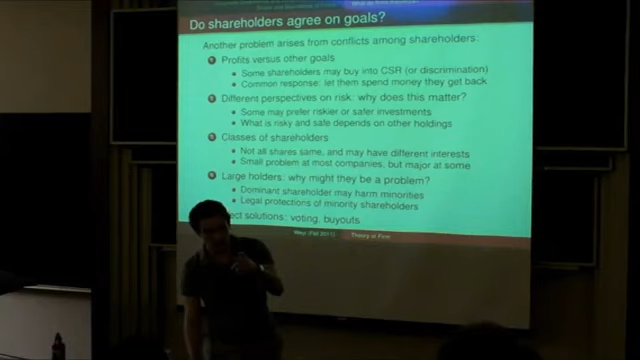 Do shareholders agree on goals?
Another problem arises from conflicts among shareholders:
Profits versus other goals
Some shareholders may buy into CSR (or discrimination)
Common response: let them spend money they get back
Different perspectives on risk: why does this matter?
Some may prefer riskier or safer investments
What is risky and safe depends on other holdings
Classes of shareholders
Not all shares same, and may have different interests
Small problem at most companies, but major at some
Large holders: why might they be a problem?
Dominant shareholder may harm minorities
Legal protections of minority shareholders
solutions: voting, buyouts
(Fall 2011) Theory of Firm